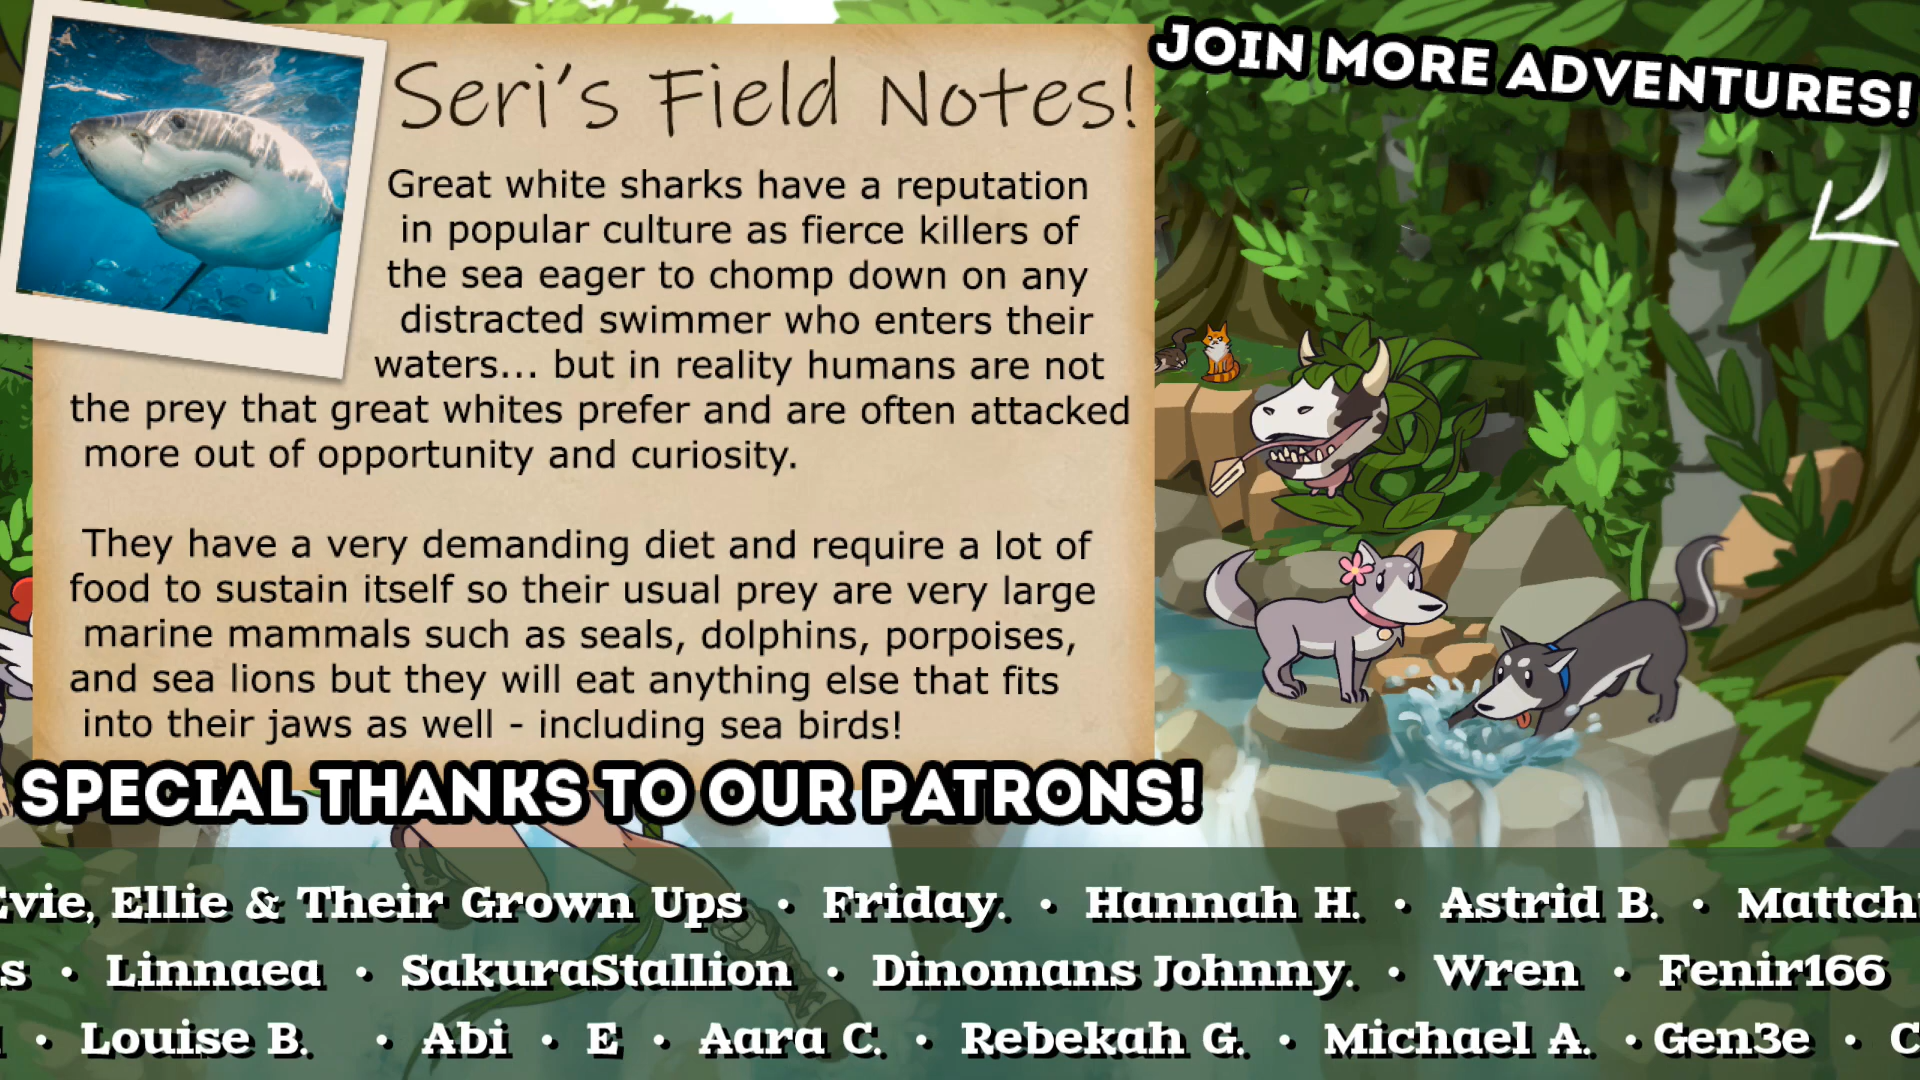 Seri's Field Notes!
JOIN MORE ADVENTURES!
Great white sharks have a reputation
in popular culture as fierce killers of
the sea eager to chomp down on any
distracted swimmer who enters their
waters... but in reality humans are not
the prey that great whites prefer and are often attacked
more out of opportunity and curiosity.
They have a very demanding diet and require a lot of
food to sustain itself so their usual prey are very large
marine mammals such as seals, dolphins, porpoises,
and sea lions but they will eat anything else that fits
into their jaws as well - including sea birds!
SPECIAL THANKS TO OUR PATRONS!
Evie, Ellie & Their Grown Ups • Friday. • Hannah H. • Astrid B. •
• Linnaea • SakuraStallion • Dinomans Johnny. • Wren • Fenir166
• Louise B. • Abi • E • Aara C. • Rebekah G. • Michael A. • Gen3e •